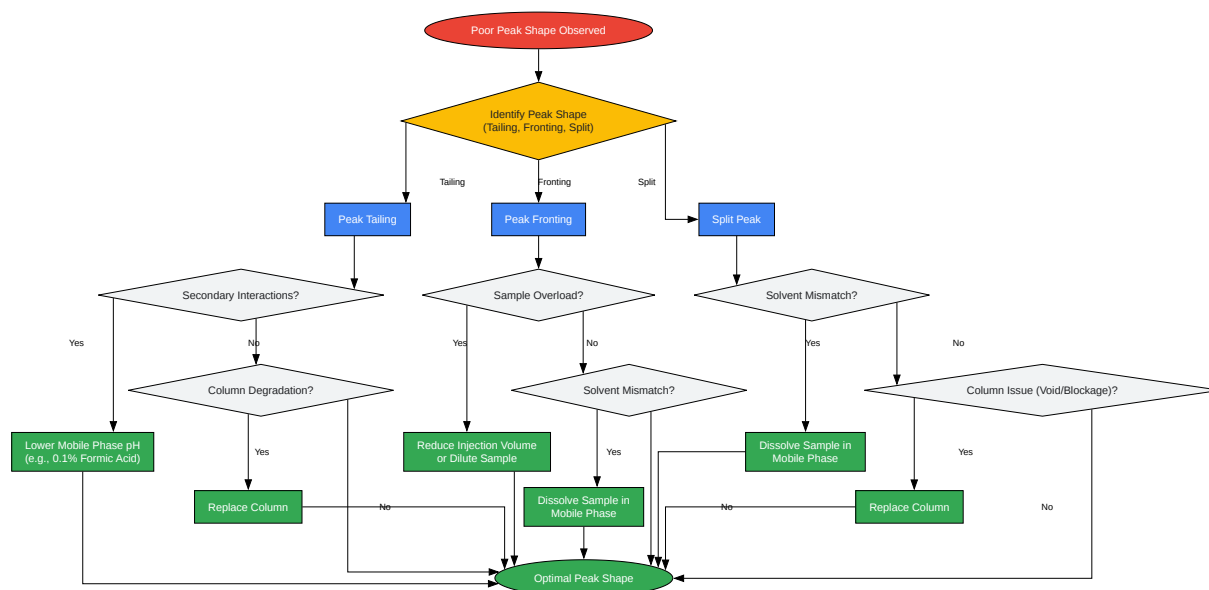 Poor Peak Shape Observed
Identify Peak Shape
(Tailing, Fronting, Split)
Tailing
Fronting
Split
Peak Tailing
Peak Fronting
Split Peak
Secondary Interactions?
Sample Overload?
Solvent Mismatch?
Yes
No
Yes
No
Yes
No
Column Degradation?
Solvent Mismatch?
Column Issue (Void/Blockage)?
Lower Mobile Phase pH
(e.g., 0.1% Formic Acid)
Yes
Reduce Injection Volume
or Dilute Sample
Yes
Dissolve Sample in
Mobile Phase
Yes
Replace Column
No
Dissolve Sample in
Mobile Phase
No
Replace Column
No
Optimal Peak Shape